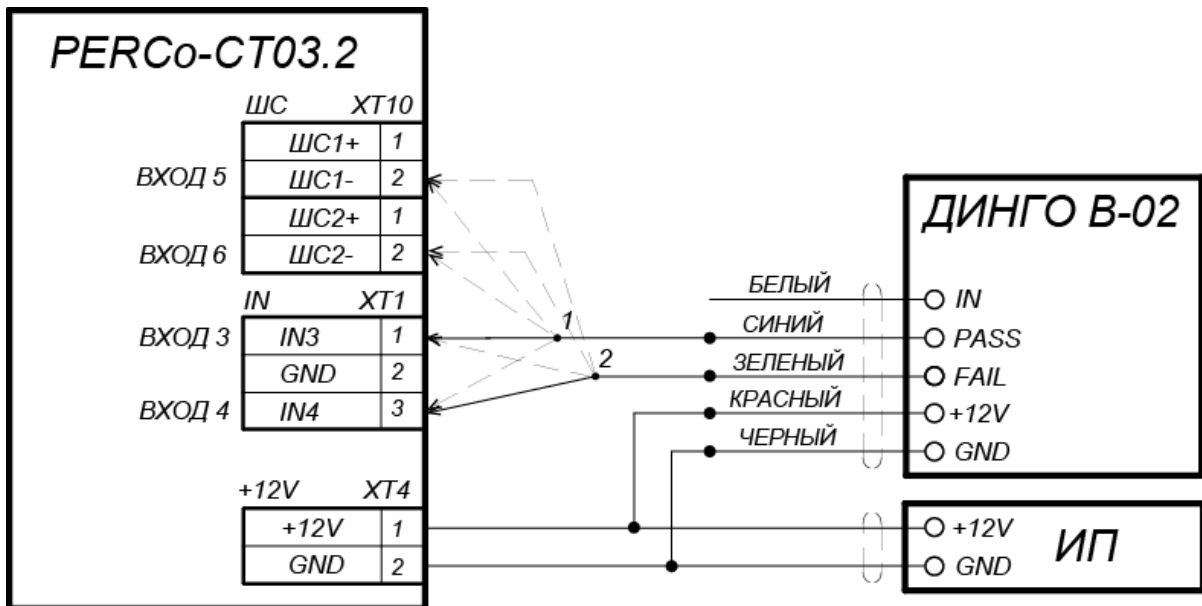 PERCo-CT03.2
ШС XT10
ШС1+ 1
ВХОД 5 ШС1- 2
ШС2+ 1
ВХОД 6 ШС2- 2
IN XT1
ВХОД 3 IN3 1
GND 2
ВХОД 4 IN4 3
+12V XT4
+12V 1
GND 2
1
2
БЕЛЫЙ
СИНИЙ
ЗЕЛЕНЫЙ
КРАСНЫЙ
ЧЕРНЫЙ
ДИНГО В-02
IN
PASS
FAIL
+12V
GND
+12V
GND
ИП